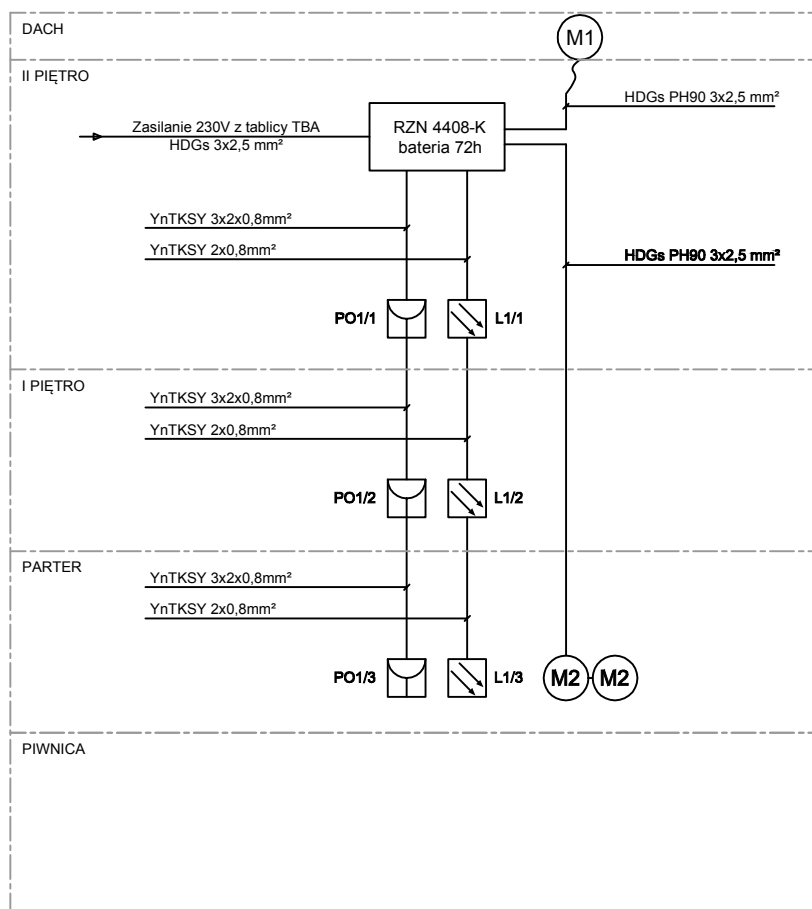 DACH
M1
II PIĘTRO
HDGs PH90 3x2,5 mm²
Zasilanie 230V z tablicy TBA
HDGs 3x2,5 mm²
RZN 4408-K
bateria 72h
YnTKSY 3x2x0,8mm²
YnTKSY 2x0,8mm²
HDGs PH90 3x2,5 mm²
PO1/1
L1/1
I PIĘTRO
YnTKSY 3x2x0,8mm²
YnTKSY 2x0,8mm²
PO1/2
L1/2
PARTER
YnTKSY 3x2x0,8mm²
YnTKSY 2x0,8mm²
PO1/3
L1/3
M2
M2
PIWNICA